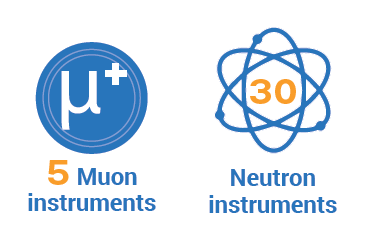 μ+
5 Muon
instruments
30
Neutron
instruments